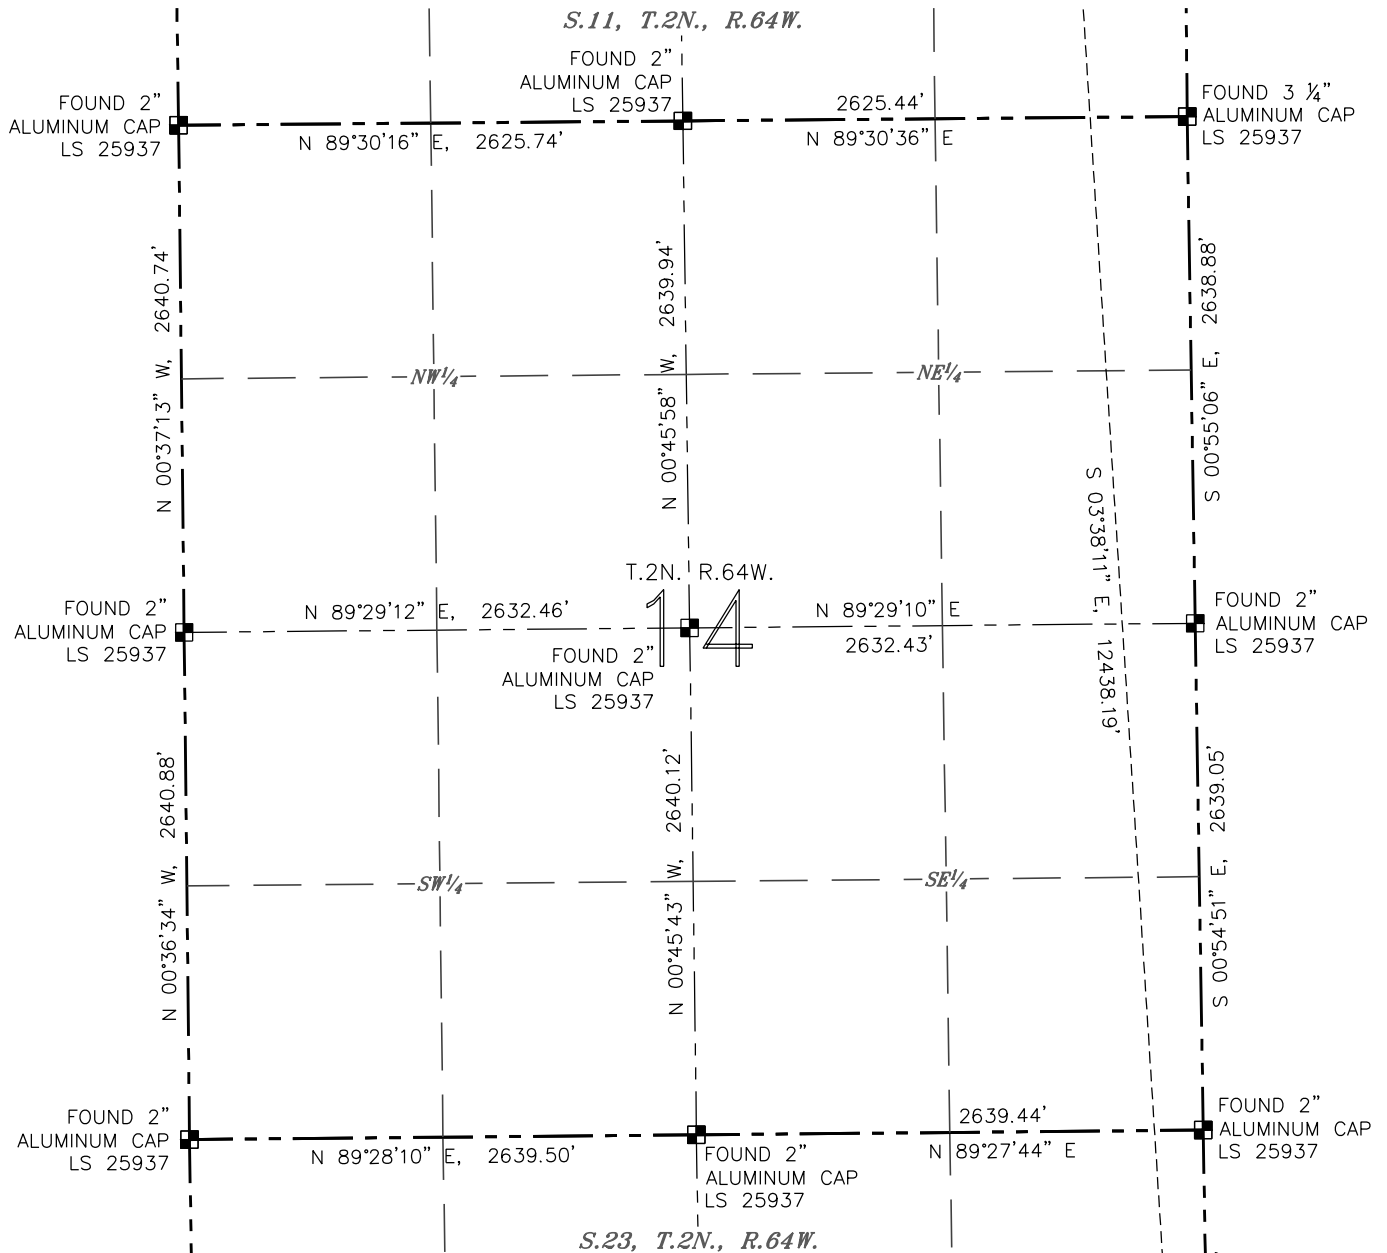 S.11, T.2N., R.64W.
FOUND 2"
ALUMINUM CAP
LS 25937
FOUND 2"
ALUMINUM CAP
LS 25937
2625.44'
FOUND 3 ¼"
ALUMINUM CAP
LS 25937
N 89°30'16" E, 2625.74'
N 89°30'36" E
N 00°37'13" W, 2640.74'
N 00°45'58" W, 2639.94'
S 00°55'06" E, 2638.88'
NW¼
NE¼
S 03°38'11" E, 12438.19'
T.2N. R.64W.
14
FOUND 2"
ALUMINUM CAP
LS 25937
N 89°29'12" E, 2632.46'
N 89°29'10" E
2632.43'
FOUND 2"
ALUMINUM CAP
LS 25937
FOUND 2"
ALUMINUM CAP
LS 25937
N 00°36'34" W, 2640.88'
N 00°45'43" W, 2640.12'
S 00°54'51" E, 2639.05'
SW¼
SE¼
FOUND 2"
ALUMINUM CAP
LS 25937
N 89°28'10" E, 2639.50'
FOUND 2"
ALUMINUM CAP
LS 25937
2639.44'
N 89°27'44" E
FOUND 2"
ALUMINUM CAP
LS 25937
S.23, T.2N., R.64W.